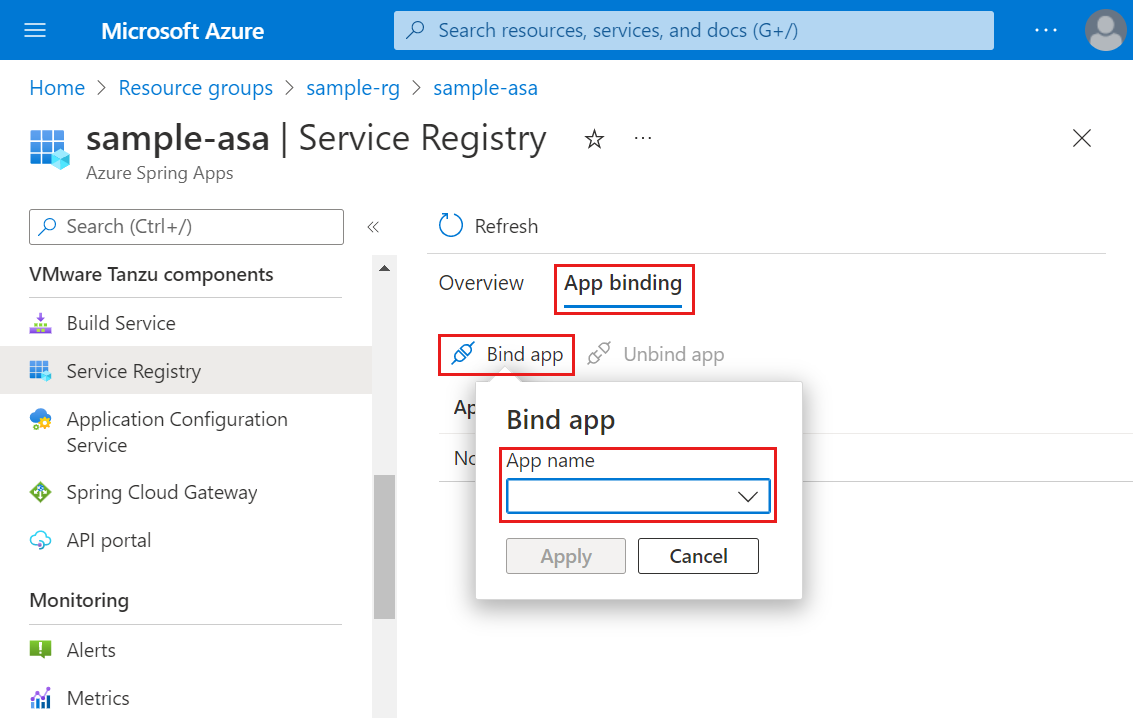 Microsoft Azure
Search resources, services, and docs (G+/)
Home > Resource groups > sample-rg > sample-asa
sample-asa | Service Registry
Azure Spring Apps
Search (Ctrl+/)
Refresh
VMware Tanzu components
Overview
App binding
Build Service
Bind app
Unbind app
Service Registry
Ap
Application Configuration
Service
No
Spring Cloud Gateway
API portal
Bind app
App name
Apply
Cancel
Monitoring
Alerts
Metrics